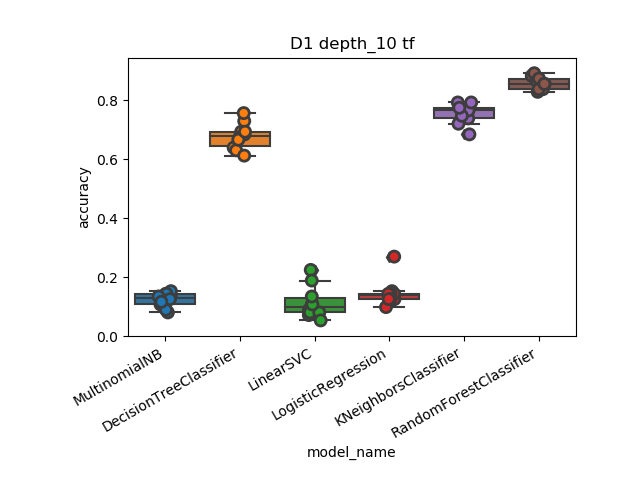 D1 depth_10 tf
accuracy
0.8
0.6
0.4
0.2
0.0
MultinomialNB
DecisionTreeClassifier
LinearSVC
LogisticRegression
KNeighborsClassifier
RandomForestClassifier
model_name